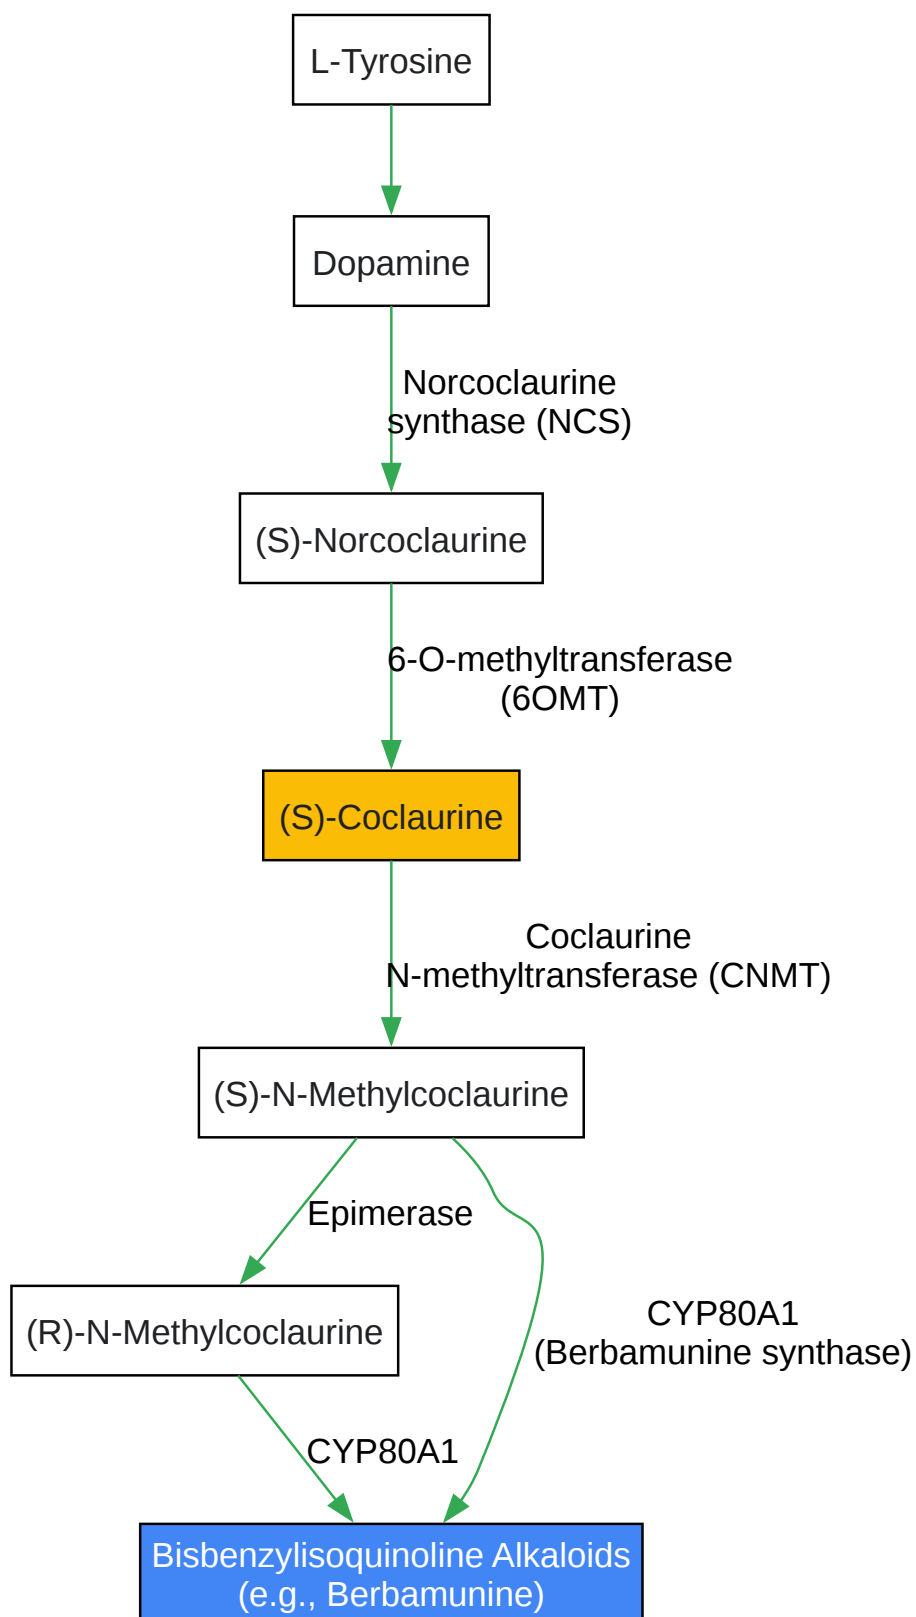 L-Tyrosine
Dopamine
Norcoclaurine
synthase (NCS)
(S)-Norcoclaurine
6-O-methyltransferase
(6OMT)
(S)-Coclaurine
Coclaurine
N-methyltransferase (CNMT)
(S)-N-Methylcoclaurine
Epimerase
(R)-N-Methylcoclaurine
CYP80A1
(Berbamunine synthase)
CYP80A1
Bisbenzylisoquinoline Alkaloids
(e.g., Berbamunine)